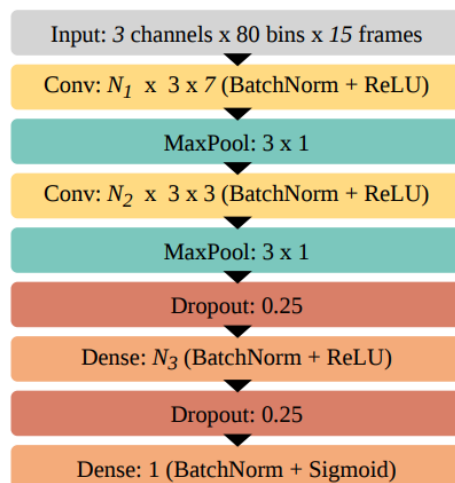 Input: 3 channels x 80 bins x 15 frames
Conv: N₁ x 3 x 7 (BatchNorm + ReLU)
MaxPool: 3 x 1
Conv: N₂ x 3 x 3 (BatchNorm + ReLU)
MaxPool: 3 x 1
Dropout: 0.25
Dense: N₃ (BatchNorm + ReLU)
Dropout: 0.25
Dense: 1 (BatchNorm + Sigmoid)